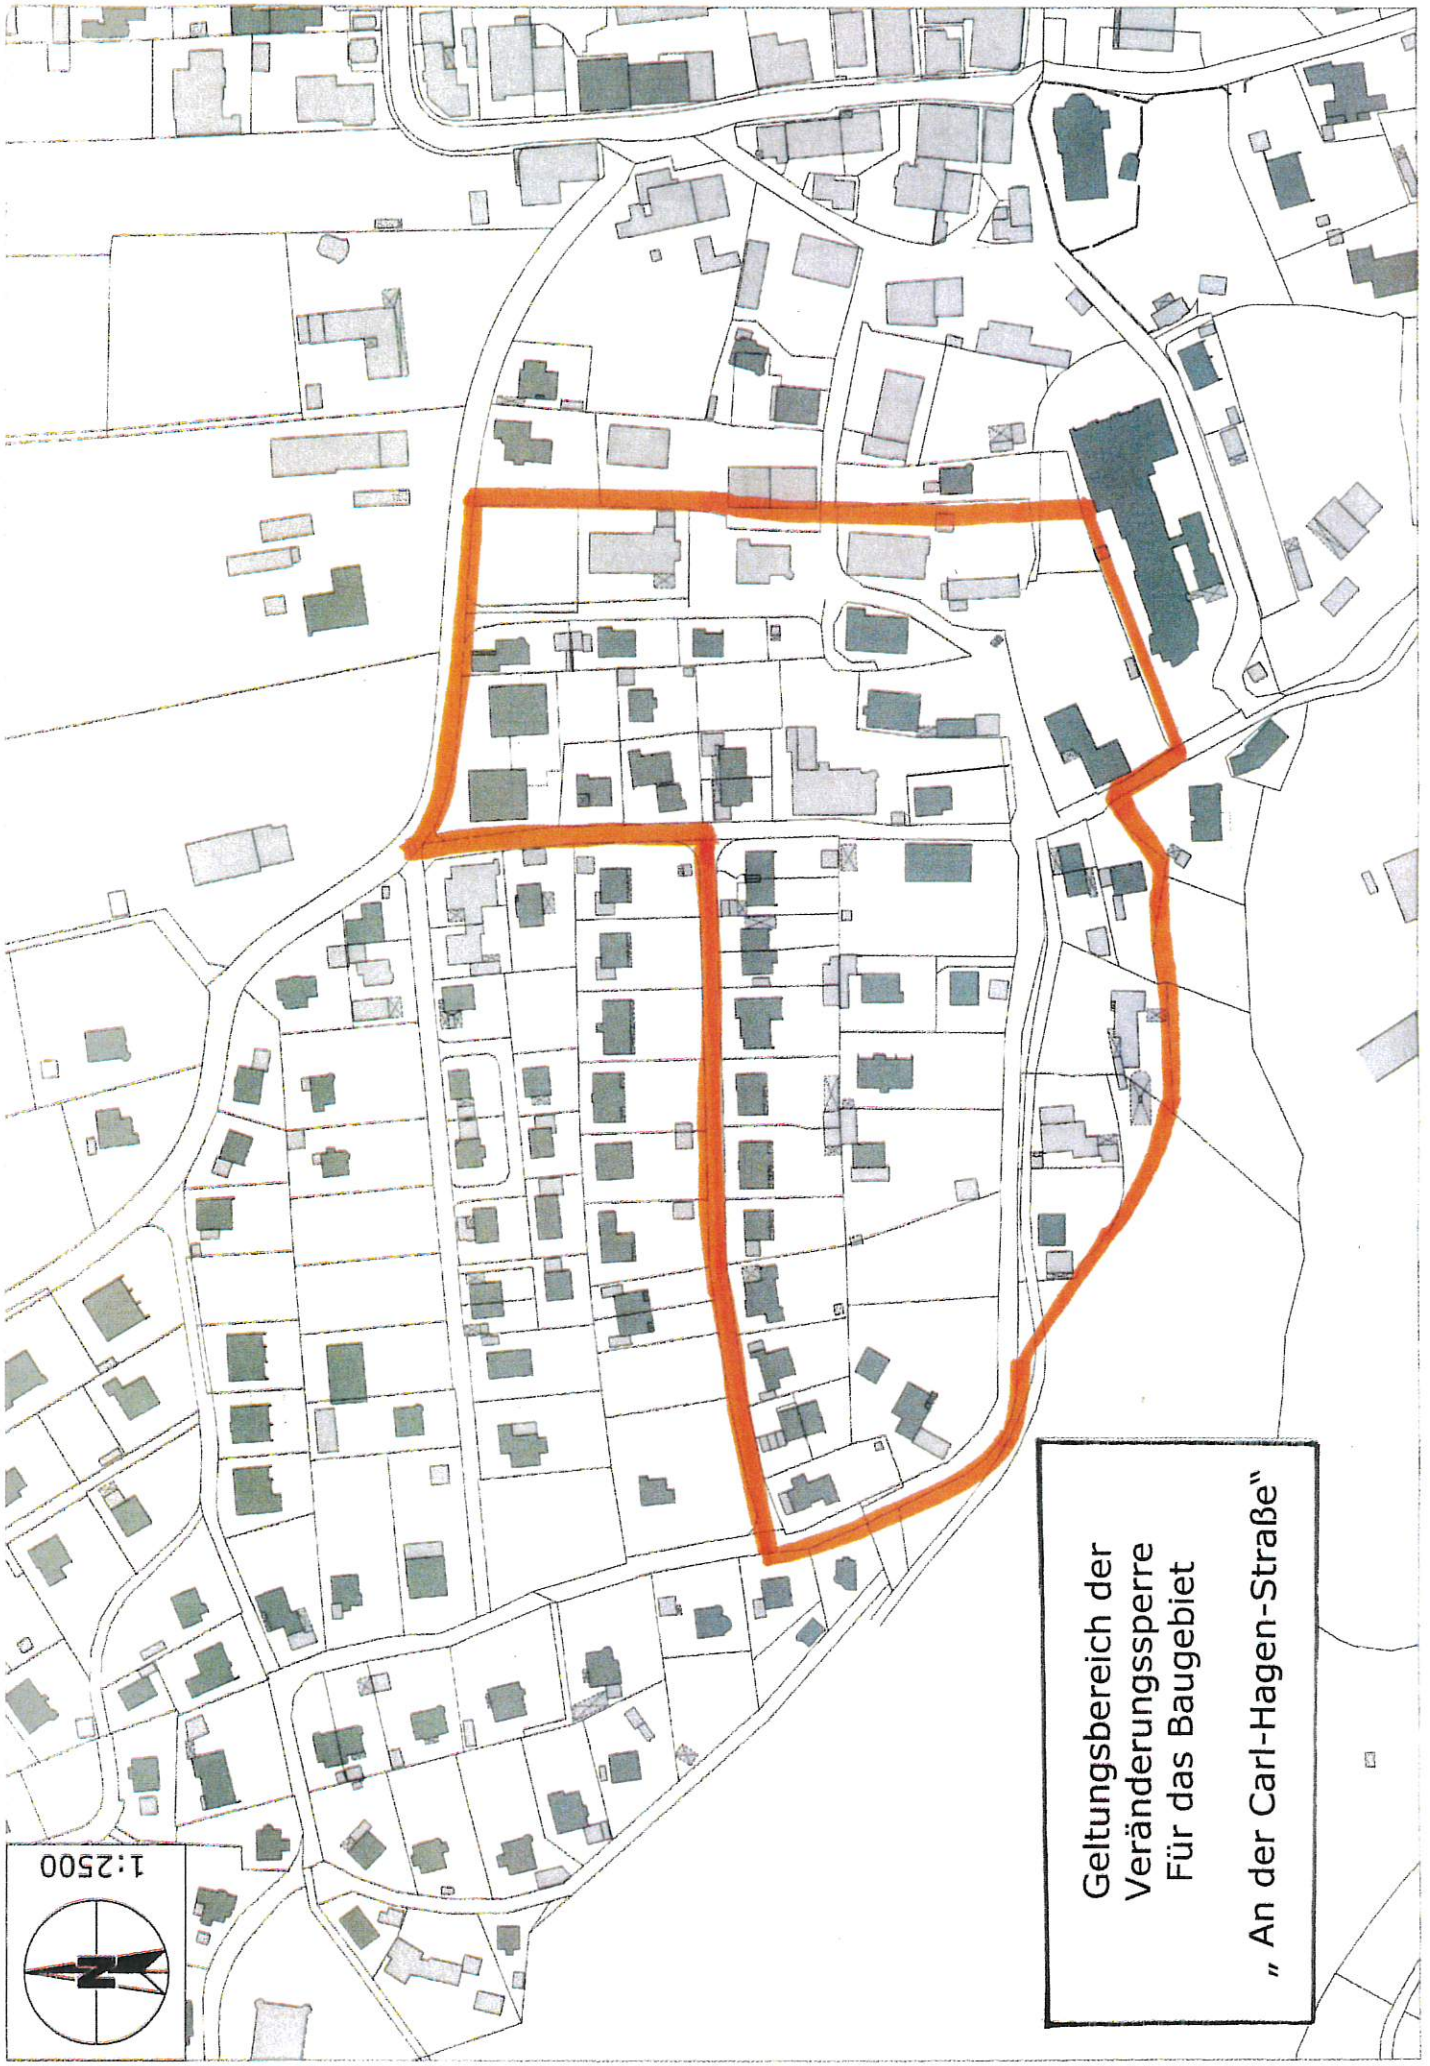 Geltungsbereich der
Veränderungssperre
Für das Baugebiet
„ An der Carl-Hagen-Straße“
1:2500
N